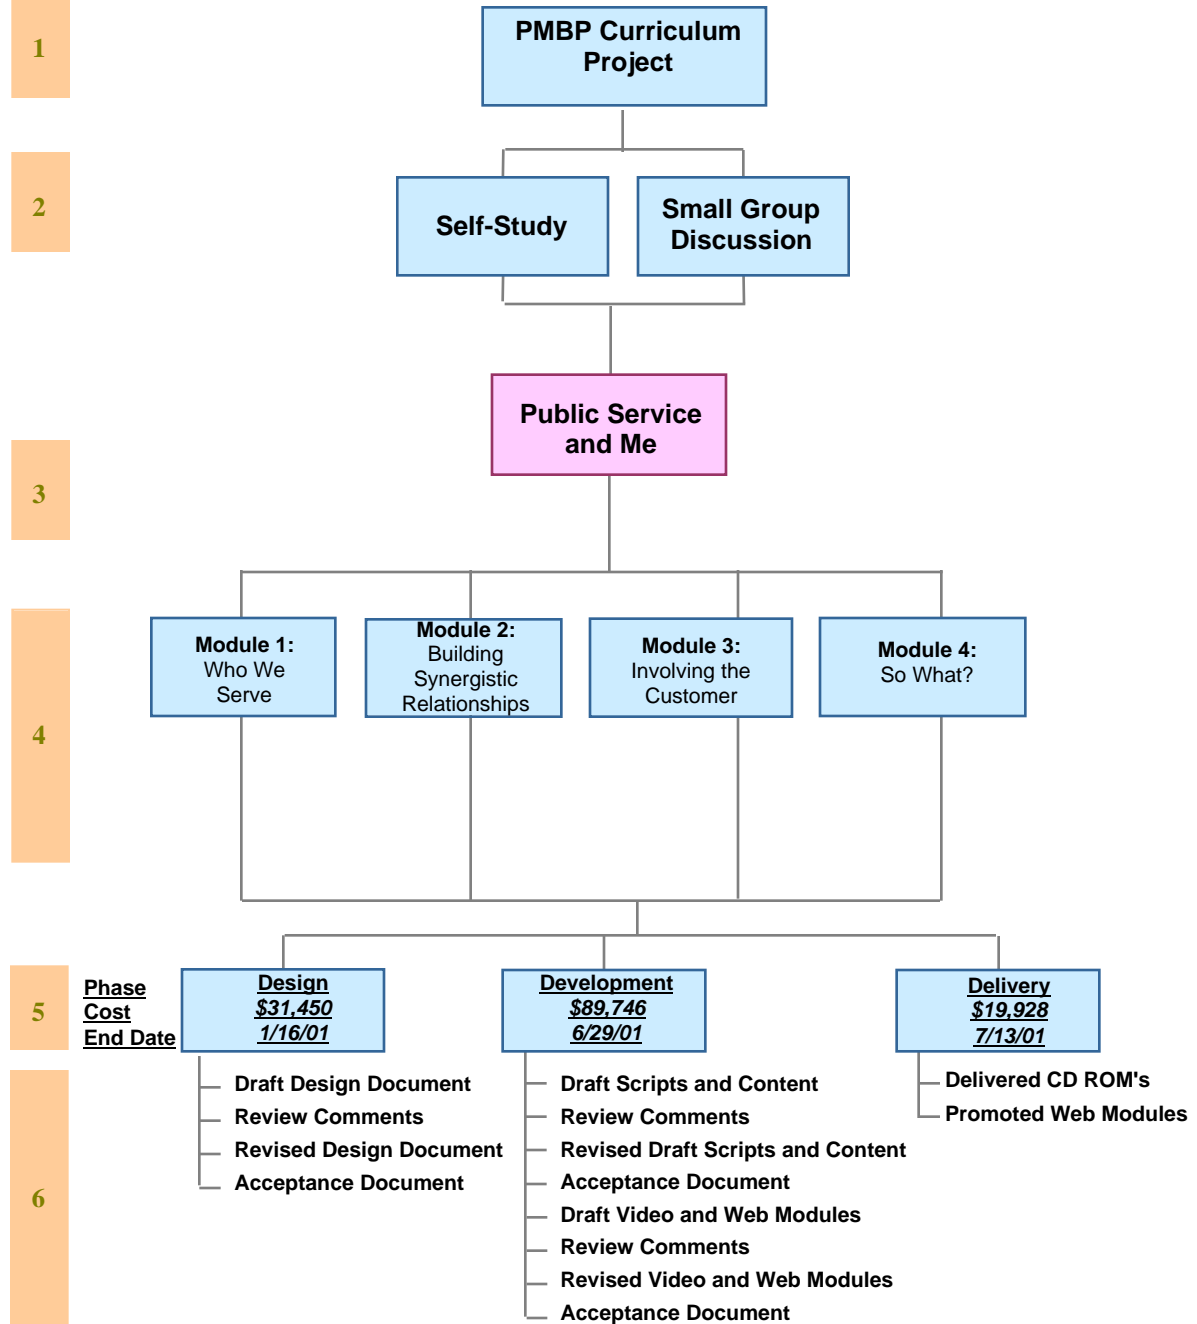 1
PMBP Curriculum
Project
2
Self-Study
Small Group
Discussion
Public Service
and Me
3
4
Module 1:
Who We
Serve
Module 2:
Building
Synergistic
Relationships
Module 3:
Involving the
Customer
Module 4:
So What?
5
Phase
Cost
End Date
Design
$31,450
1/16/01
Development
$89,746
6/29/01
Delivery
$19,928
7/13/01
6
Draft Design Document
Review Comments
Revised Design Document
Acceptance Document
Draft Scripts and Content
Review Comments
Revised Draft Scripts and Content
Acceptance Document
Draft Video and Web Modules
Review Comments
Revised Video and Web Modules
Acceptance Document
Delivered CD ROM's
Promoted Web Modules